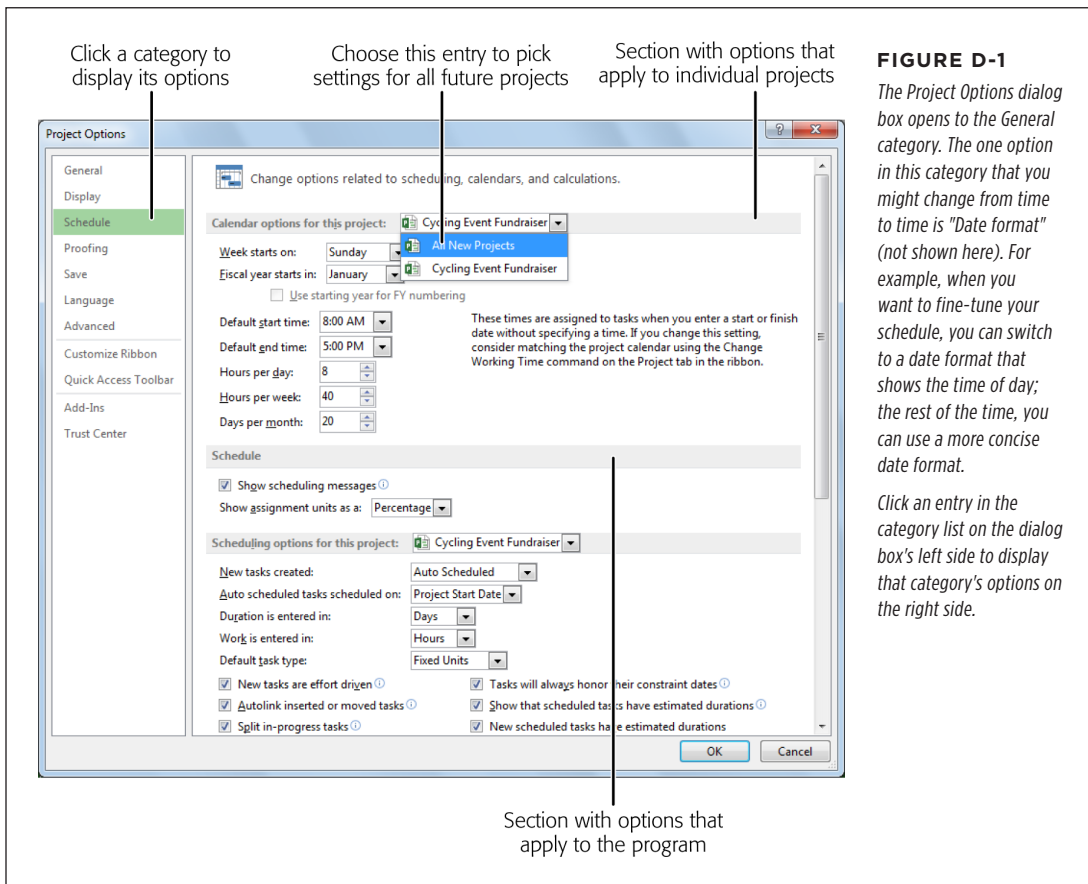 Click a category to
display its options
Choose this entry to pick
settings for all future projects
Section with options that
apply to individual projects
Project Options
General
Display
Schedule
Proofing
Save
Language
Advanced
Customize Ribbon
Quick Access Toolbar
Add-Ins
Trust Center
Change options related to scheduling, calendars, and calculations.
Calendar options for this project: Cycling Event Fundraiser
All New Projects
Cycling Event Fundraiser
Week starts on: Sunday
Fiscal year starts in: January
Use starting year for FY numbering
Default start time: 8:00 AM
Default end time: 5:00 PM
Hours per day: 8
Hours per week: 40
Days per month: 20
These times are assigned to tasks when you enter a start or finish
date without specifying a time. If you change this setting,
consider matching the project calendar using the Change
Working Time command on the Project tab in the ribbon.
Schedule
Show scheduling messages
Show assignment units as a: Percentage
Scheduling options for this project: Cycling Event Fundraiser
New tasks created: Auto Scheduled
Auto scheduled tasks scheduled on: Project Start Date
Duration is entered in: Days
Work is entered in: Hours
Default task type: Fixed Units
New tasks are effort driven
Autolink inserted or moved tasks
Split in-progress tasks
Tasks will always honor their constraint dates
Show that scheduled tasks have estimated durations
New scheduled tasks have estimated durations
OK
Cancel
Section with options that
apply to the program
FIGURE D-1
The Project Options dialog
box opens to the General
category. The one option
in this category that you
might change from time
to time is "Date format"
(not shown here). For
example, when you
want to fine-tune your
schedule, you can switch
to a date format that
shows the time of day;
the rest of the time, you
can use a more concise
date format.
Click an entry in the
category list on the dialog
box's left side to display
that category's options on
the right side.